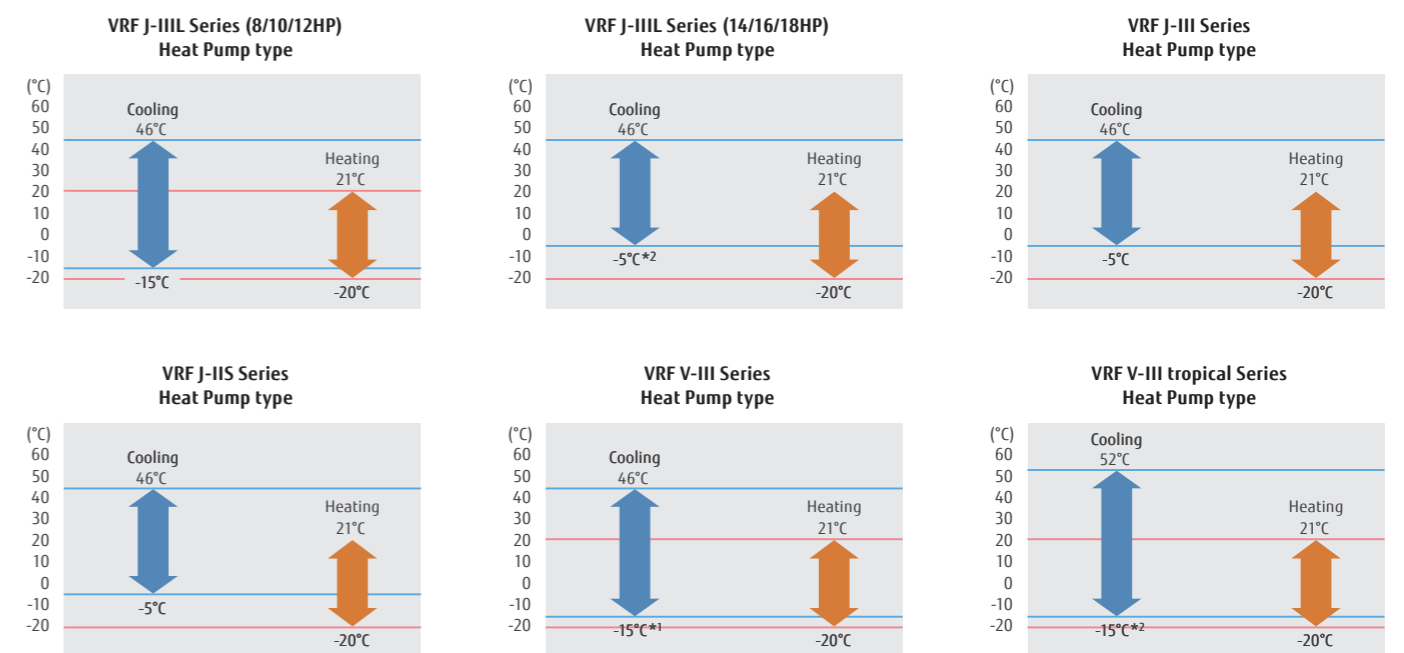 VRF J-IIIL Series (8/10/12HP)
Heat Pump type
(°C)
60
50
40
30
20
10
0
-10
-20
Cooling
46°C
-15°C
Heating
21°C
-20°C
VRF J-IIIL Series (14/16/18HP)
Heat Pump type
(°C)
60
50
40
30
20
10
0
-10
-20
Cooling
46°C
-5°C*2
Heating
21°C
-20°C
VRF J-III Series
Heat Pump type
(°C)
60
50
40
30
20
10
0
-10
-20
Cooling
46°C
-5°C
Heating
21°C
-20°C
VRF J-IIS Series
Heat Pump type
(°C)
60
50
40
30
20
10
0
-10
-20
Cooling
46°C
-5°C
Heating
21°C
-20°C
VRF V-III Series
Heat Pump type
(°C)
60
50
40
30
20
10
0
-10
-20
Cooling
46°C
-15°C*1
Heating
21°C
-20°C
VRF V-III tropical Series
Heat Pump type
(°C)
60
50
40
30
20
10
0
-10
-20
Cooling
52°C
-15°C*2
Heating
21°C
-20°C